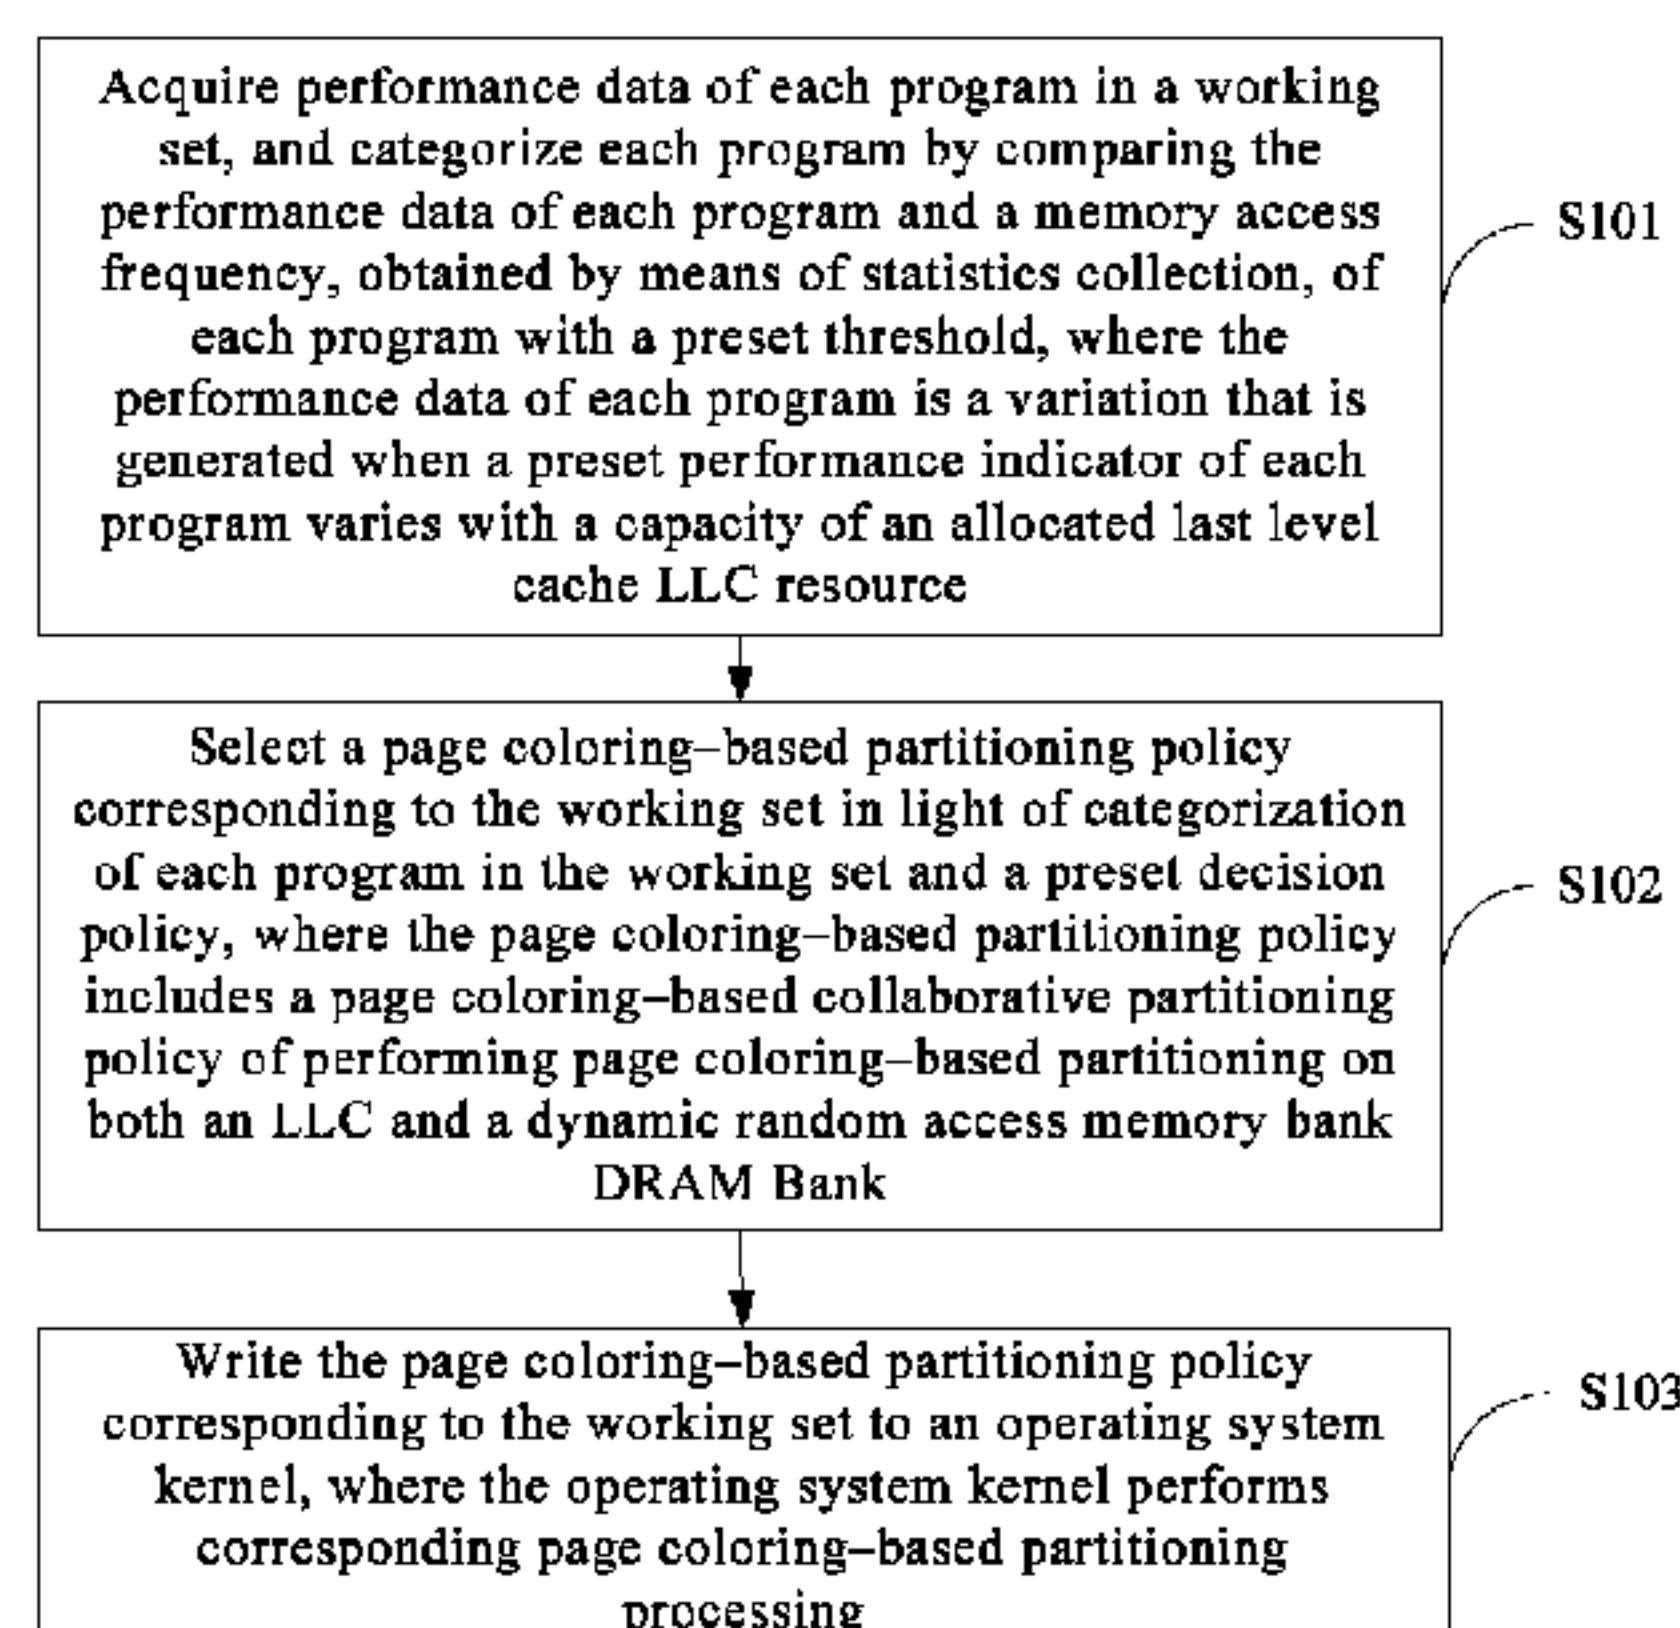 Acquire performance data of each program in a working
set, and categorize each program by comparing the
performance data of each program and a memory access
frequency, obtained by means of statistics collection, of
each program with a preset threshold, where the
performance data of each program is a variation that is
generated when a preset performance indicator of each
program varies with a capacity of an allocated last level
cache LLC resource
S101
Select a page coloring–based partitioning policy
corresponding to the working set in light of categorization
of each program in the working set and a preset decision
policy, where the page coloring–based partitioning policy
includes a page coloring–based collaborative partitioning
policy of performing page coloring–based partitioning on
both an LLC and a dynamic random access memory bank
DRAM Bank
S102
Write the page coloring–based partitioning policy
corresponding to the working set to an operating system
kernel, where the operating system kernel performs
corresponding page coloring–based partitioning
processing
S103